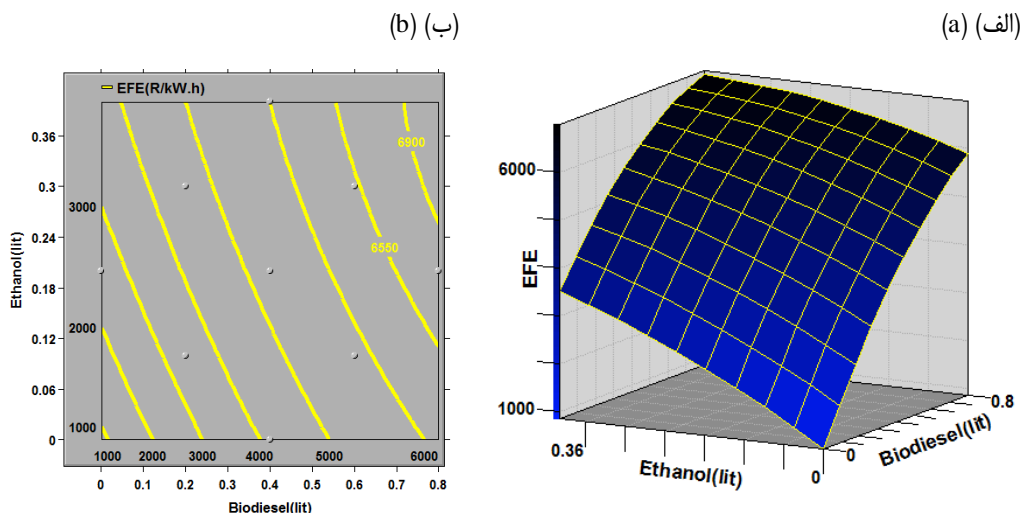 (ب) (b)
(الف) (a)
EFE(R/kW.h)
Ethanol(lit)
0.36
0.3
0.24
0.18
0.12
0.06
0
3000
2000
1000
6900
6550
1000 2000 3000 4000 5000 6000
0 0.1 0.2 0.3 0.4 0.5 0.6 0.7 0.8
Biodiesel(lit)
6000
EFE
1000
0.36
Ethanol(lit)
0
0
Biodiesel(lit)
0.8